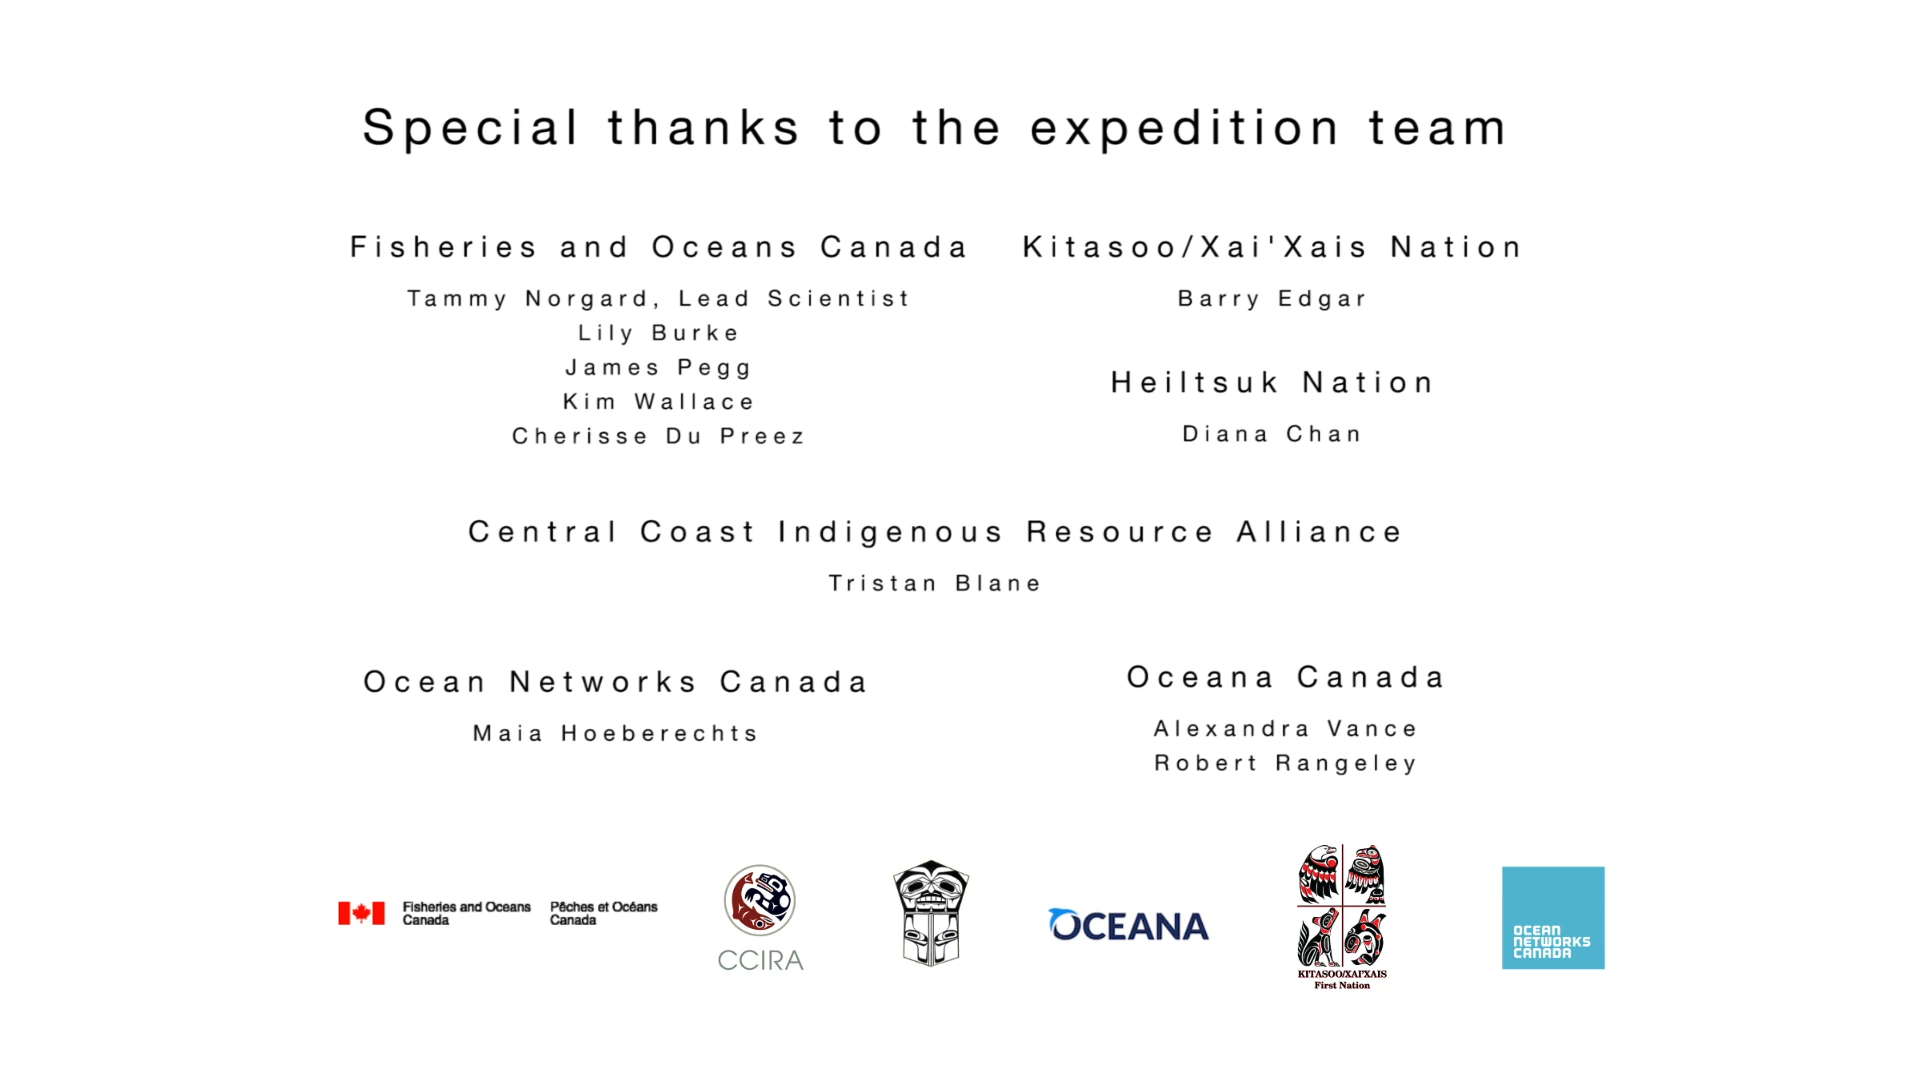 Special thanks to the expedition team
Fisheries and Oceans Canada
Tammy Norgard, Lead Scientist
Lily Burke
James Pegg
Kim Wallace
Cherisse Du Preez
Kitasoo/Xai'Xais Nation
Barry Edgar
Heiltsuk Nation
Diana Chan
Central Coast Indigenous Resource Alliance
Tristan Blane
Ocean Networks Canada
Maia Hoeberechts
Oceana Canada
Alexandra Vance
Robert Rangeley
Fisheries and Oceans
Canada
Pêches et Océans
Canada
CCIRA
OCEANA
KITASOO/XAI'XAIS
First Nation
OCEAN
NETWORKS
CANADA